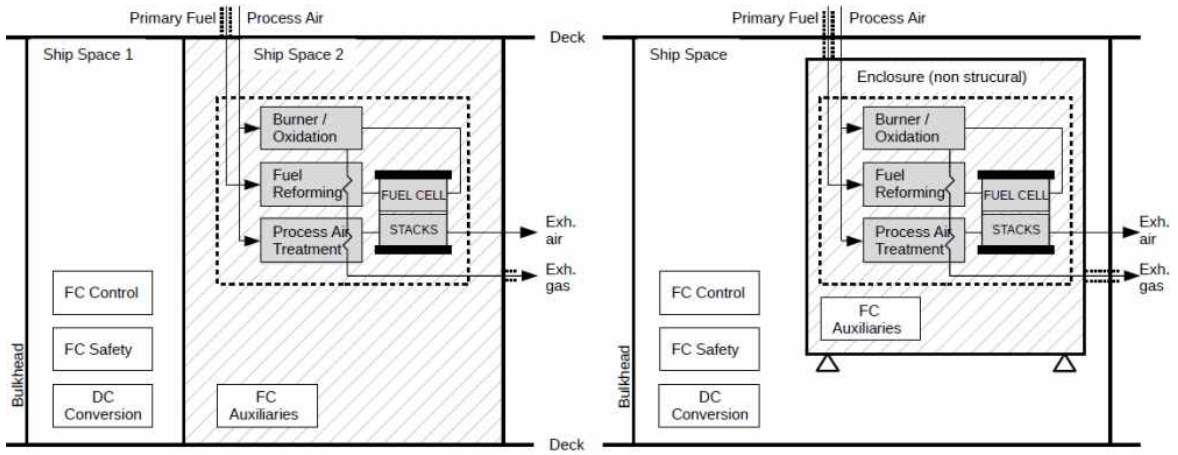 Primary Fuel
Process Air
Deck
Ship Space 1
Ship Space 2
Burner /
Oxidation
Fuel
Reforming
FUEL CELL
Process Air
Treatment
STACKS
Exh.
air
Exh.
gas
FC Control
FC Safety
DC
Conversion
FC
Auxiliaries
Bulkhead
Deck
Primary Fuel
Process Air
Ship Space
Enclosure (non strucural)
Burner /
Oxidation
Fuel
Reforming
FUEL CELL
Process Air
Treatment
STACKS
Exh.
air
Exh.
gas
FC Control
FC
Auxiliaries
FC Safety
DC
Conversion
Bulkhead